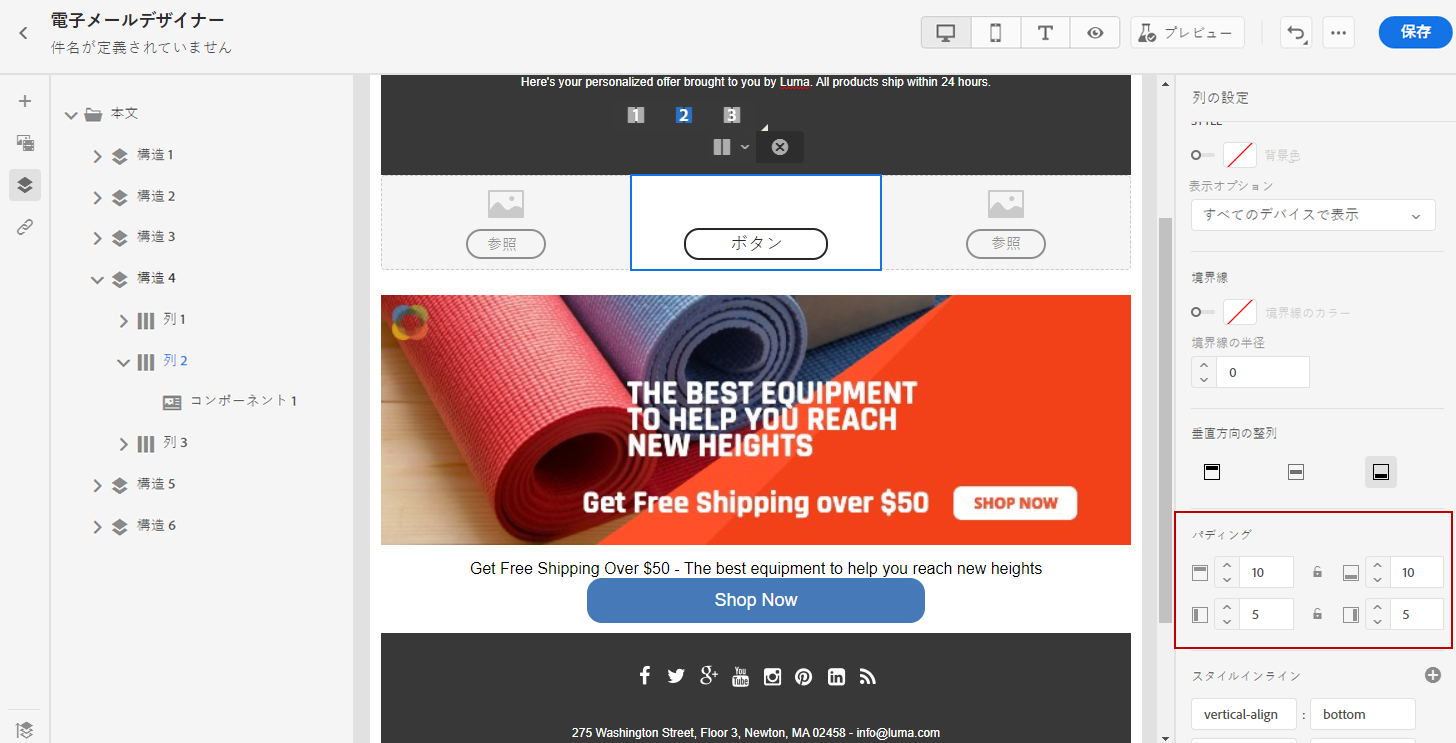 電子メールデザイナー
件名が定義されていません
プレビュー
保存
本文
構造 1
構造 2
構造 3
構造 4
列 1
列 2
コンポーネント 1
列 3
構造 5
構造 6
Here's your personalized offer brought to you by Luma. All products ship within 24 hours.
1 2 3
参照
ボタン
参照
THE BEST EQUIPMENT
TO HELP YOU REACH
NEW HEIGHTS
Get Free Shipping over $50
SHOP NOW
Get Free Shipping Over $50 - The best equipment to help you reach new heights
Shop Now
You
Tube
275 Washington Street, Floor 3, Newton, MA 02458 - info@luma.com
列の設定
STYLE
背景色
表示オプション
すべてのデバイスで表示
境界線
境界線のカラー
境界線の半径
0
垂直方向の整列
パディング
10 10
5 5
スタイルインライン
vertical-align : bottom